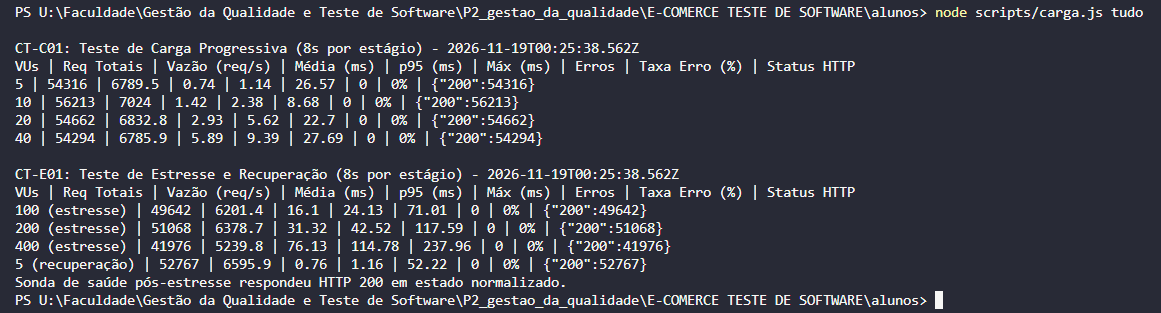 PS U:\Faculdade\Gestão da Qualidade e Teste de Software\P2_gestao_da_qualidade\E-COMERCE TESTE DE SOFTWARE\alunos> node scripts/carga.js tudo
CT-C01: Teste de Carga Progressiva (8s por estágio) - 2026-11-19T00:25:38.562Z
VUs | Req Totais | Vazão (req/s) | Média (ms) | p95 (ms) | Máx (ms) | Erros | Taxa Erro (%) | Status HTTP
5 | 54316 | 6789.5 | 0.74 | 1.14 | 26.57 | 0 | 0% | {"200":54316}
10 | 56213 | 7024 | 1.42 | 2.38 | 8.68 | 0 | 0% | {"200":56213}
20 | 54662 | 6832.8 | 2.93 | 5.62 | 22.7 | 0 | 0% | {"200":54662}
40 | 54294 | 6785.9 | 5.89 | 9.39 | 27.69 | 0 | 0% | {"200":54294}
CT-E01: Teste de Estresse e Recuperação (8s por estágio) - 2026-11-19T00:25:38.562Z
VUs | Req Totais | Vazão (req/s) | Média (ms) | p95 (ms) | Máx (ms) | Erros | Taxa Erro (%) | Status HTTP
100 (estresse) | 49642 | 6201.4 | 16.1 | 24.13 | 71.01 | 0 | 0% | {"200":49642}
200 (estresse) | 51068 | 6378.7 | 31.32 | 42.52 | 117.59 | 0 | 0% | {"200":51068}
400 (estresse) | 41976 | 5239.8 | 76.13 | 114.78 | 237.96 | 0 | 0% | {"200":41976}
5 (recuperação) | 52767 | 6595.9 | 0.76 | 1.16 | 52.22 | 0 | 0% | {"200":52767}
Sonda de saúde pós-estresse respondeu HTTP 200 em estado normalizado.
PS U:\Faculdade\Gestão da Qualidade e Teste de Software\P2_gestao_da_qualidade\E-COMERCE TESTE DE SOFTWARE\alunos>